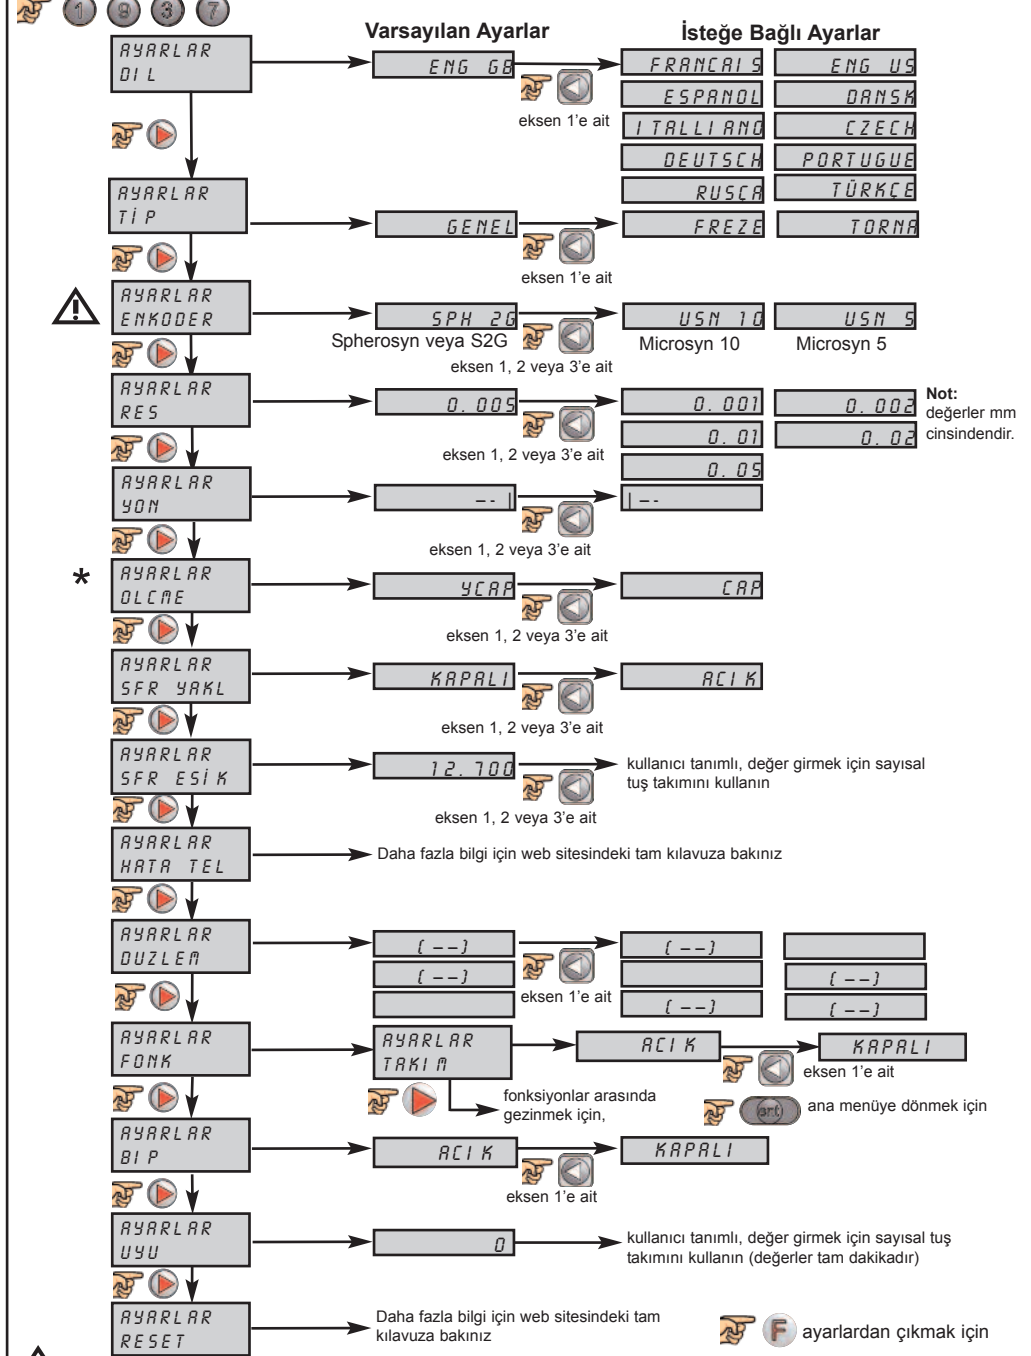 1 9 3 7
Varsayılan Ayarlar
İsteğe Bağlı Ayarlar
AYARLAR
DIL
ENG GB
eksen 1’e ait
FRANCAIS
ENG US
ESPANOL
DANSK
ITALLIANO
CZECH
DEUTSCH
PORTUGUE
RUSÇA
TÜRKÇE
AYARLAR
TİP
GENEL
eksen 1’e ait
FREZE
TORNA
AYARLAR
ENKODER
SPH 2G
Spherosyn veya S2G
eksen 1, 2 veya 3’e ait
USN 10
Microsyn 10
USN 5
Microsyn 5
AYARLAR
RES
0.005
eksen 1, 2 veya 3’e ait
0.001
0.002
0.01
0.02
0.05
Not:
değerler mm
cinsindendir.
AYARLAR
YON
—- |
eksen 1, 2 veya 3’e ait
| —-
*
AYARLAR
OLCME
YCAP
eksen 1, 2 veya 3’e ait
CAP
AYARLAR
SFR YAKL
KAPALI
eksen 1, 2 veya 3’e ait
ACIK
AYARLAR
SFR ESİK
12.700
eksen 1, 2 veya 3’e ait
kullanıcı tanımlı, değer girmek için sayısal
tuş takımını kullanın
AYARLAR
HATA TEL
Daha fazla bilgi için web sitesindeki tam kılavuza bakınız
AYARLAR
DUZLEM
(--)
(--)
eksen 1’e ait
(--)
(--)
(--)
(--)
AYARLAR
FONK
AYARLAR
TAKIM
fonksiyonlar arasında
gezinmek için,
ACIK
KAPALI
eksen 1’e ait
ent
ana menüye dönmek için
AYARLAR
BIP
ACIK
eksen 1’e ait
KAPALI
AYARLAR
UYU
0
kullanıcı tanımlı, değer girmek için sayısal tuş
takımını kullanın (değerler tam dakikadır)
AYARLAR
RESET
Daha fazla bilgi için web sitesindeki tam
kılavuza bakınız
F
ayarlardan çıkmak için